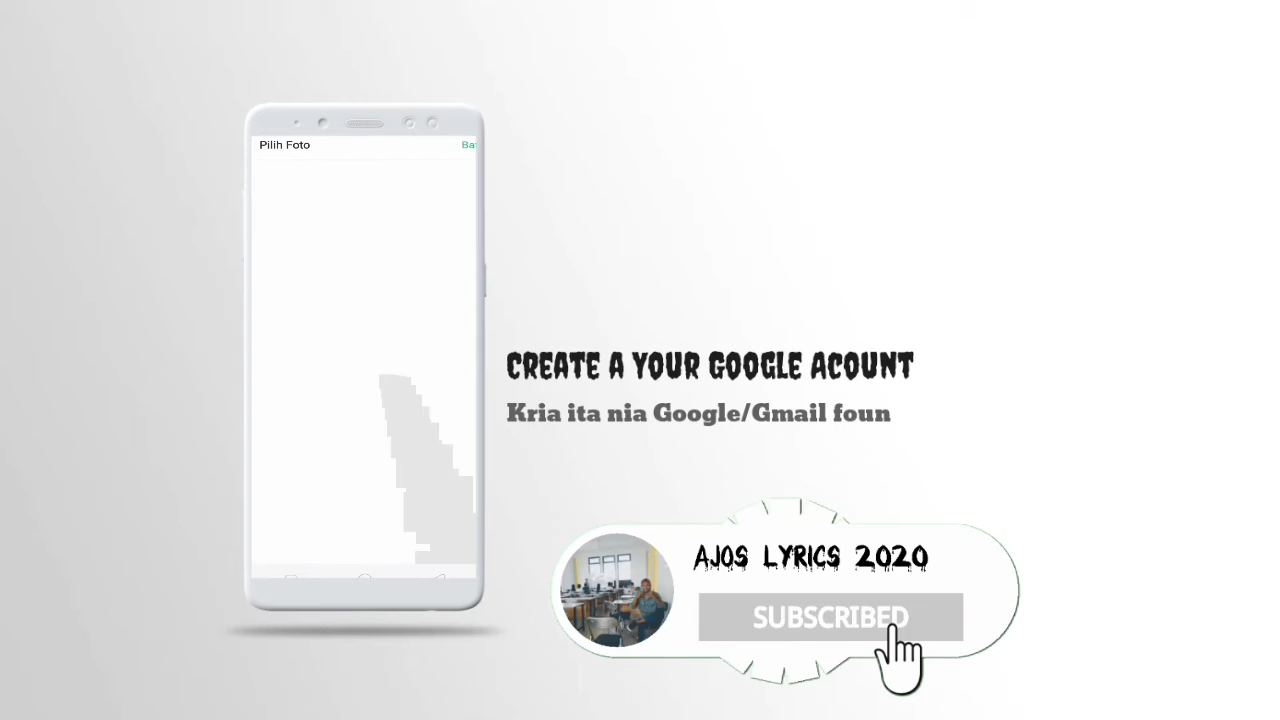 Pilih Foto
CREATE A YOUR GOOGLE ACOUNT
Kria ita nia Google/Gmail foun
AJOS LYRICS 2020
SUBSCRIBED